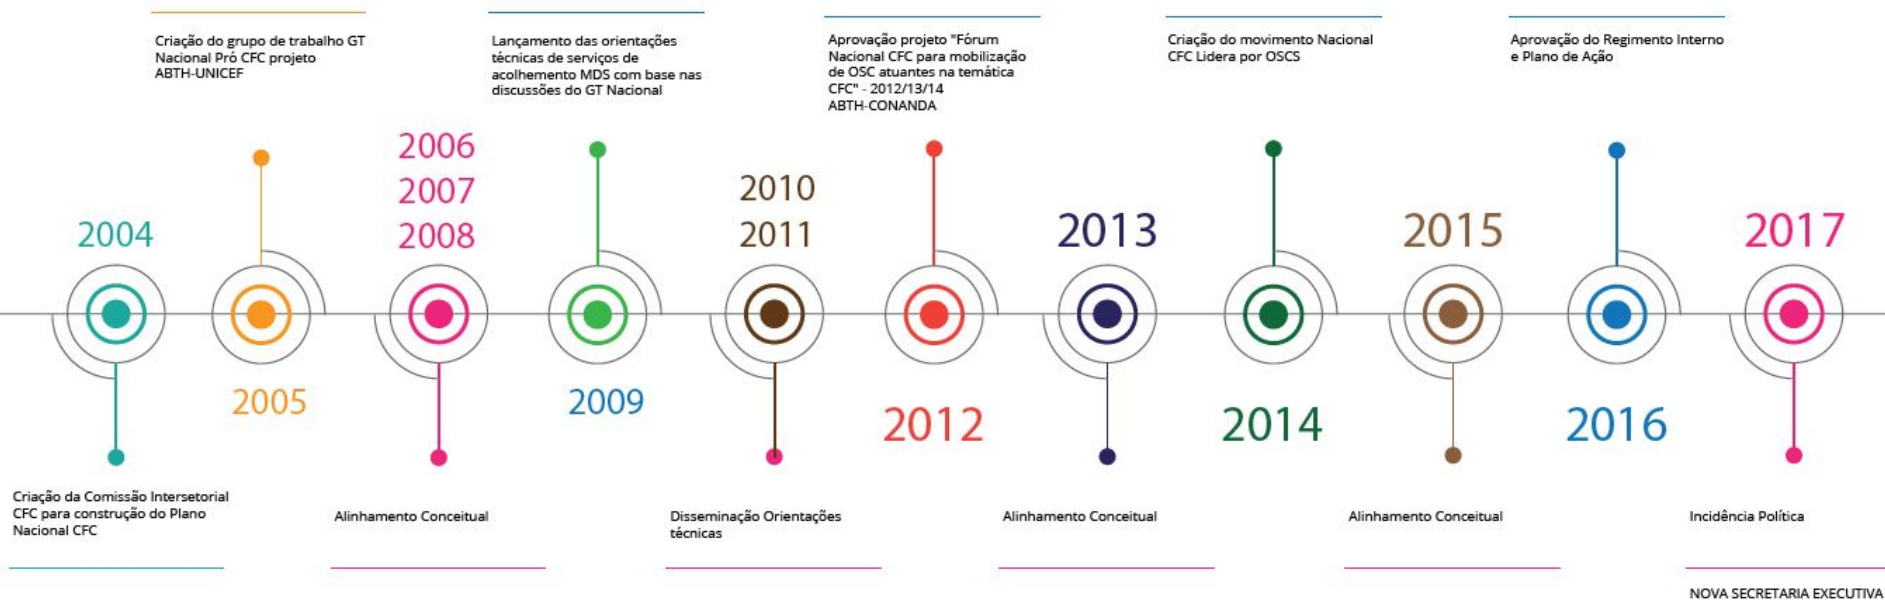 Criação do grupo de trabalho GT
Nacional Pró CFC projeto
ABTH-UNICEF
Lançamento das orientações
técnicas de serviços de
acolhemento MDS com base nas
discussões do GT Nacional
Aprovação projeto "Fórum
Nacional CFC para mobilização
de OSC atuantes na temática
CFC" - 2012/13/14
ABTH-CONANDA
Criação do movimento Nacional
CFC Lidera por OSCS
Aprovação do Regimento Interno
e Plano de Ação
2004
2006
2007
2008
2010
2011
2013
2015
2017
2005
2009
2012
2014
2016
Criação da Comissão Intersetorial
CFC para construção do Plano
Nacional CFC
Alinhamento Conceitual
Disseminação Orientações
técnicas
Alinhamento Conceitual
Alinhamento Conceitual
Incidência Política
NOVA SECRETARIA EXECUTIVA